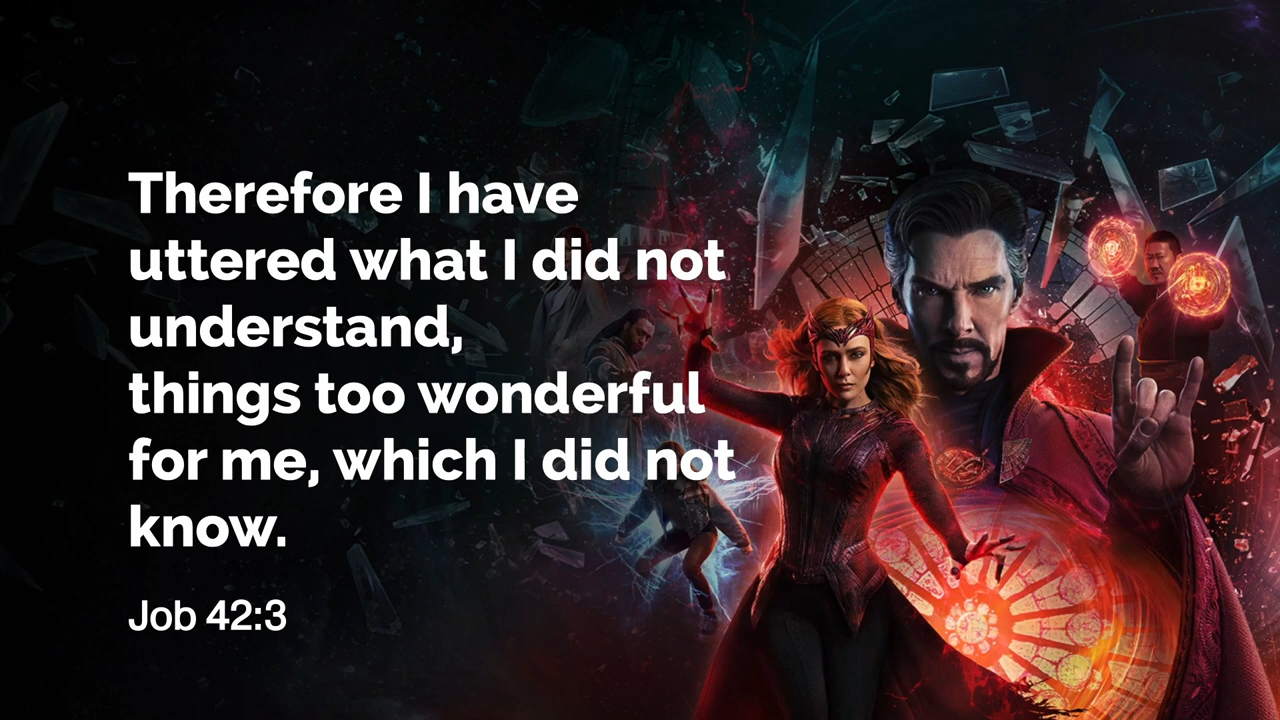 Therefore I have
uttered what I did not
understand,
things too wonderful
for me, which I did not
know.
Job 42:3